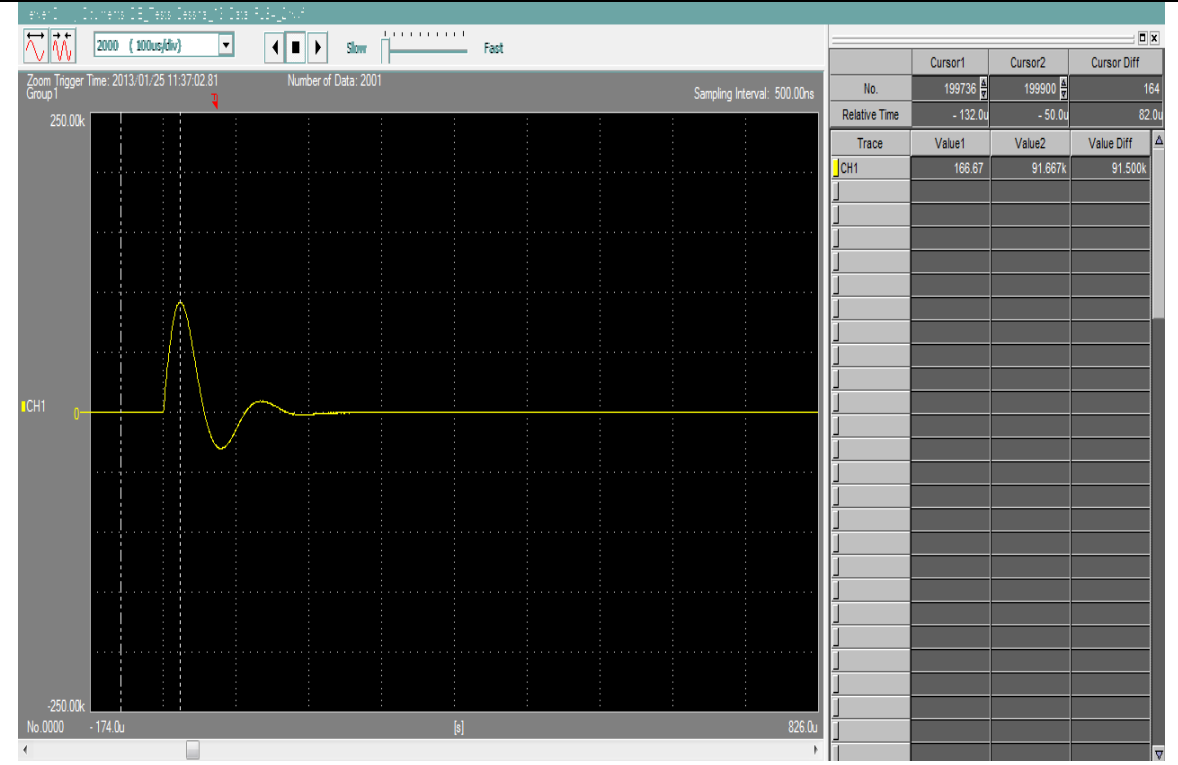 2000 ( 100us/div)
Slow
Fast
Zoom Trigger Time: 2013/01/25 11:37:02.81
Number of Data: 2001
Group1
Sampling Interval: 500.00ns
250.00k
CH1
0
-250.00k
No.0000
- 174.0u
[s]
826.0u
Cursor1 Cursor2 Cursor Diff
No. 199736 199900 164
Relative Time - 132.0u - 50.0u 82.0u
Trace Value1 Value2 Value Diff
CH1 166.67 91.667k 91.500k